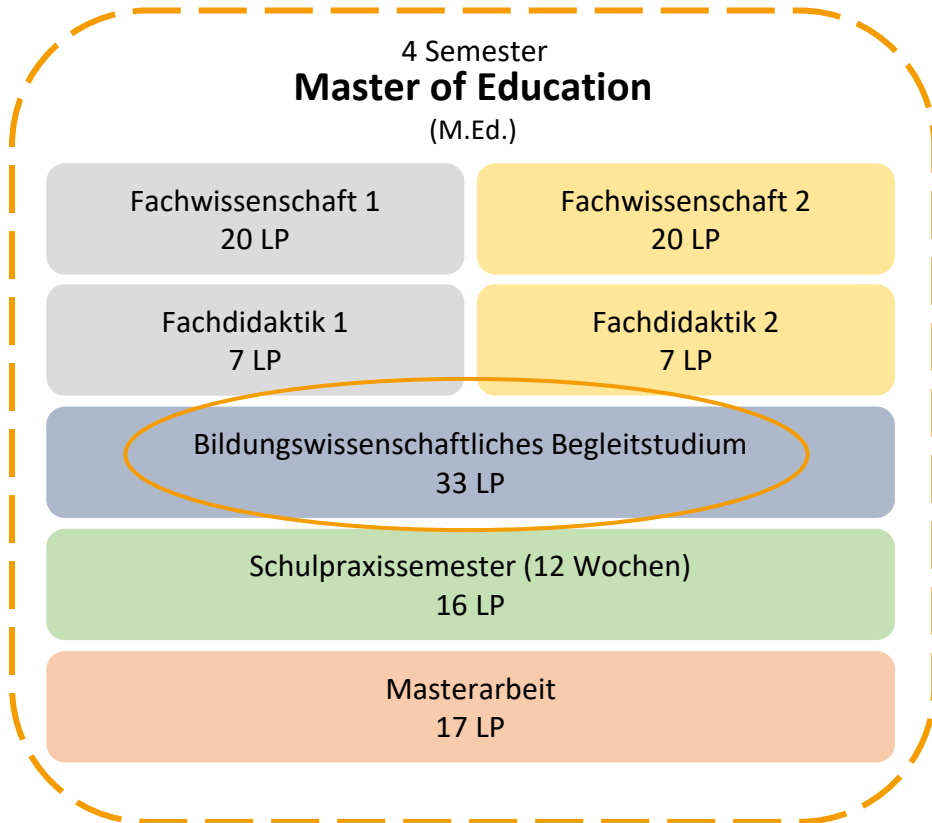 4 Semester
Master of Education
(M.Ed.)
Fachwissenschaft 1
20 LP
Fachwissenschaft 2
20 LP
Fachdidaktik 1
7 LP
Fachdidaktik 2
7 LP
Bildungswissenschaftliches Begleitstudium
33 LP
Schulpraxissemester (12 Wochen)
16 LP
Masterarbeit
17 LP